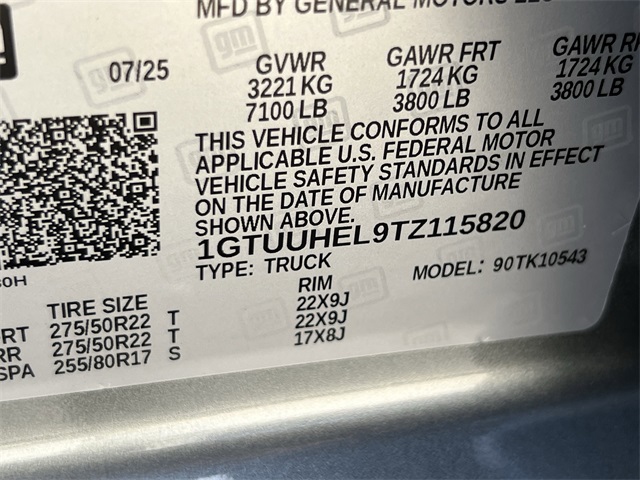 MFD BY GENERAL MOTORS LLC
07/25
GVWR GAWR FRT GAWR
3221 KG 1724 KG 1724 KG
7100 LB 3800 LB 3800 LB
THIS VEHICLE CONFORMS TO ALL
APPLICABLE U.S. FEDERAL MOTOR
VEHICLE SAFETY STANDARDS IN EFFECT
ON THE DATE OF MANUFACTURE
SHOWN ABOVE.
1GTUUHEL9TZ115820
TYPE: TRUCK MODEL: 90TK10543
TIRE SIZE RIM
RT 275/50R22 T 22X9J
RR 275/50R22 T 22X9J
SPA 255/80R17 S 17X8J
gm